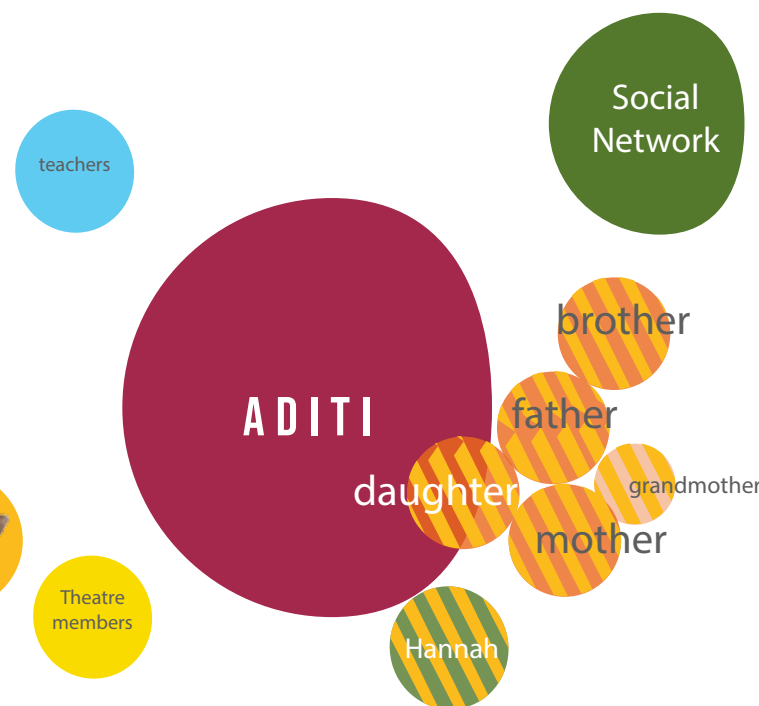 Social
Network
teachers
brother
ADITI
father
daughter
grandmother
mother
Theatre
members
Hannah